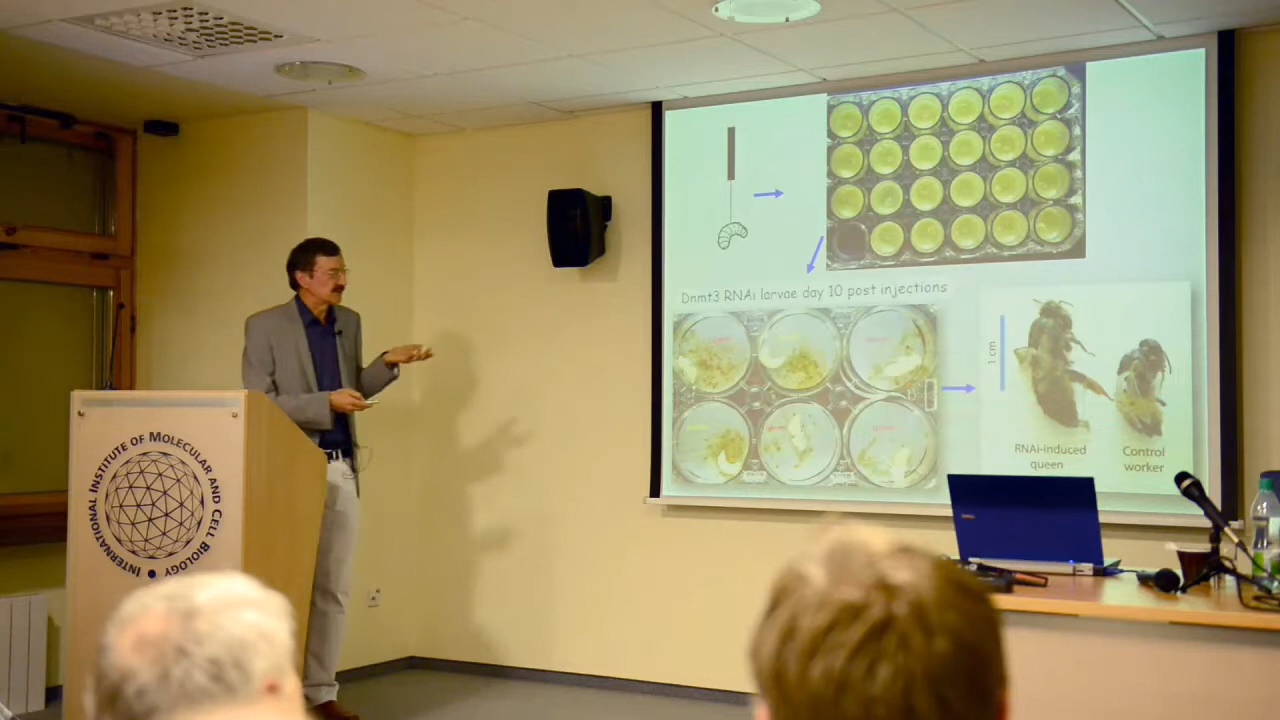 INTERNATIONAL INSTITUTE OF MOLECULAR AND CELL BIOLOGY
Dnmt3 RNAi larvae day 10 post injections
1 cm
RNAi-induced
queen
Control
worker